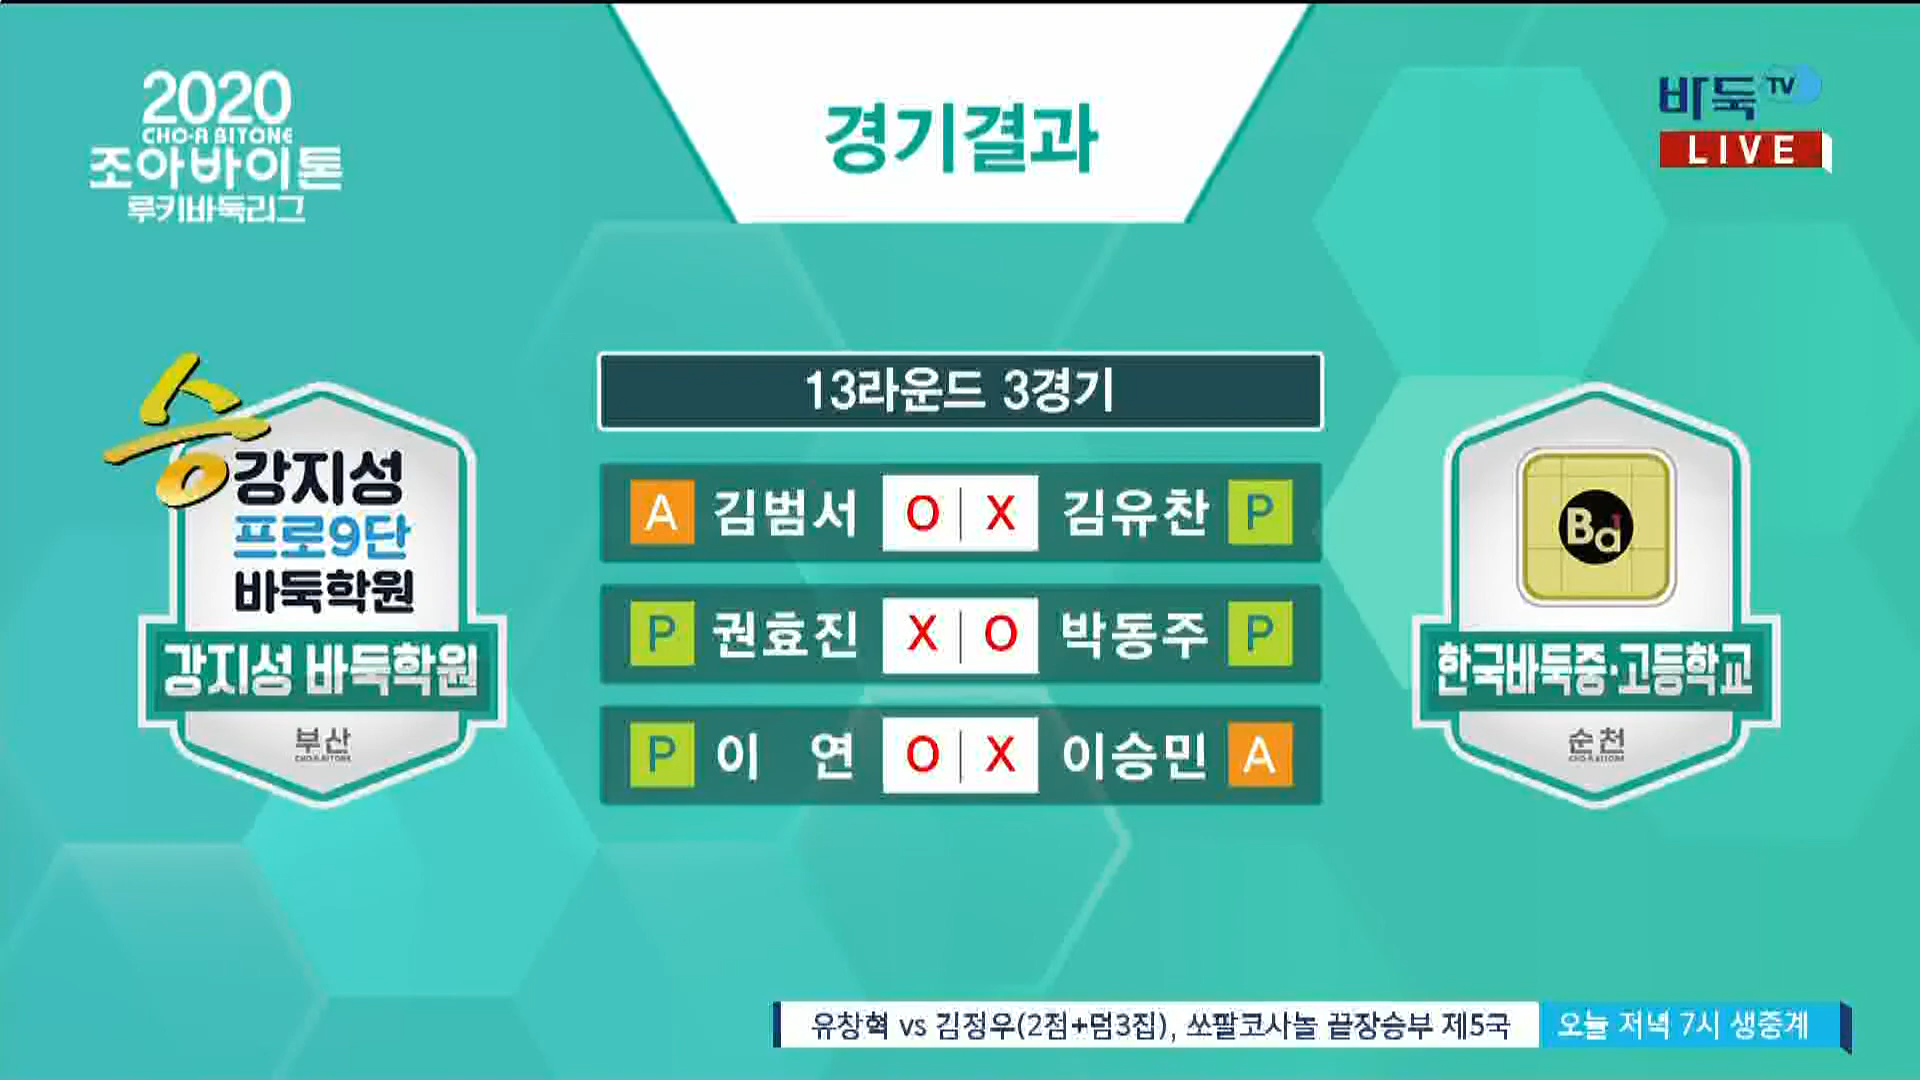 2020
CHO·A BITONE
조아바이톤
루키바둑리그
경기결과
바둑TV
LIVE
13라운드 3경기
A 김범서 O X 김유찬 P
P 권효진 X O 박동주 P
P 이 연 O X 이승민 A
승
강지성
프로9단
바둑학원
강지성 바둑학원
부산
CHO·A BITONE
Bd
한국바둑중·고등학교
순천
CHO·A BITONE
유창혁 vs 김정우(2점+덤3집), 쏘팔코사놀 끝장승부 제5국
오늘 저녁 7시 생중계